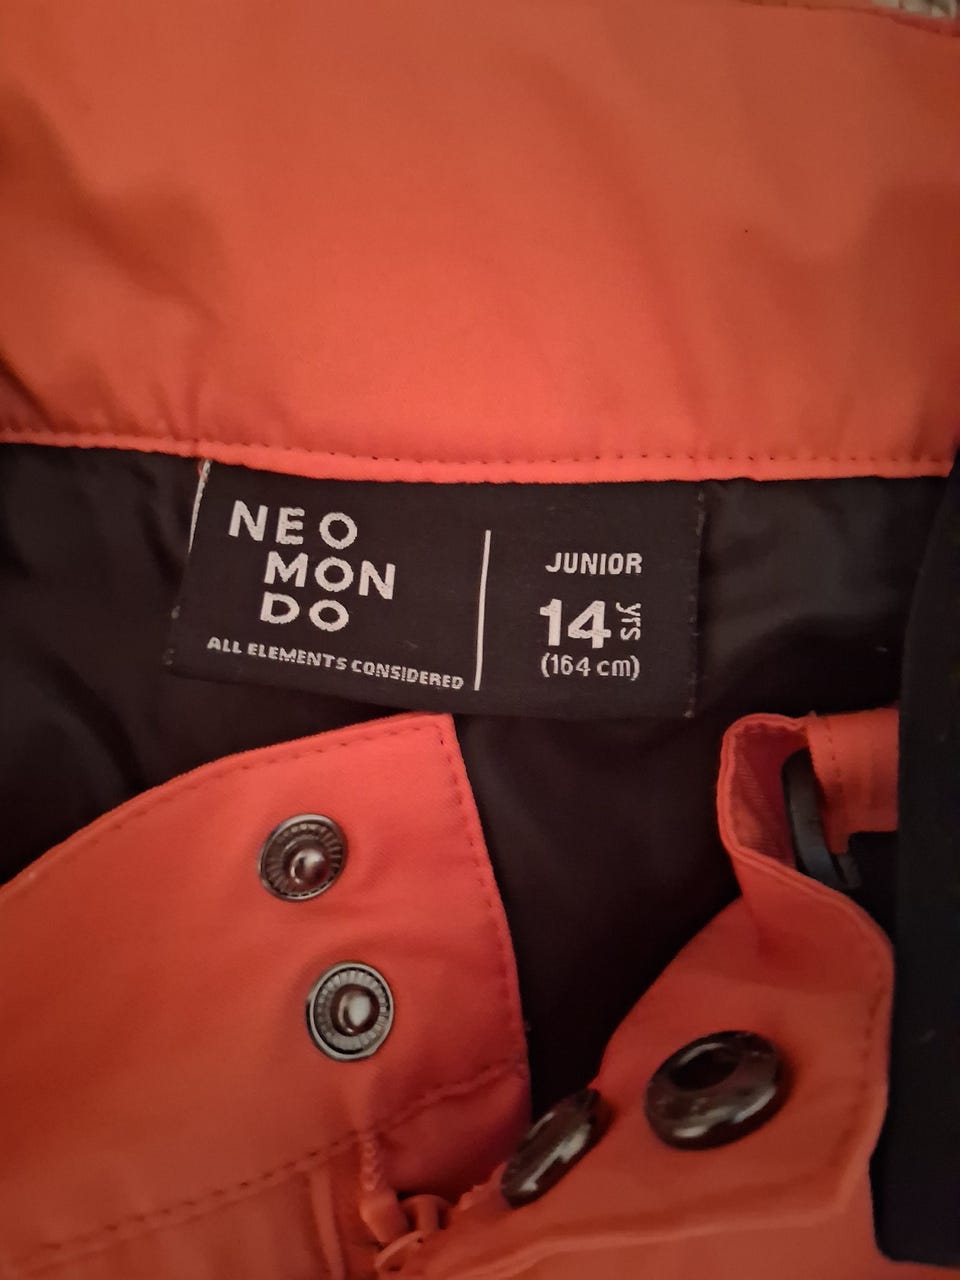 NEO
MON
DO
ALL ELEMENTS CONSIDERED
JUNIOR
14 yrs
(164 cm)